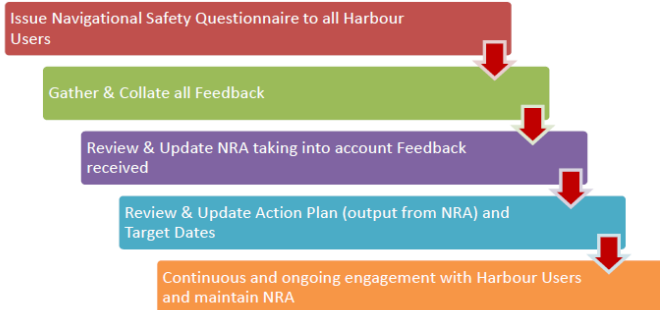 Issue Navigational Safety Questionnaire to all Harbour
Users
Gather & Collate all Feedback
Review & Update NRA taking into account Feedback
received
Review & Update Action Plan (output from NRA) and
Target Dates
Continuous and ongoing engagement with Harbour Users
and maintain NRA